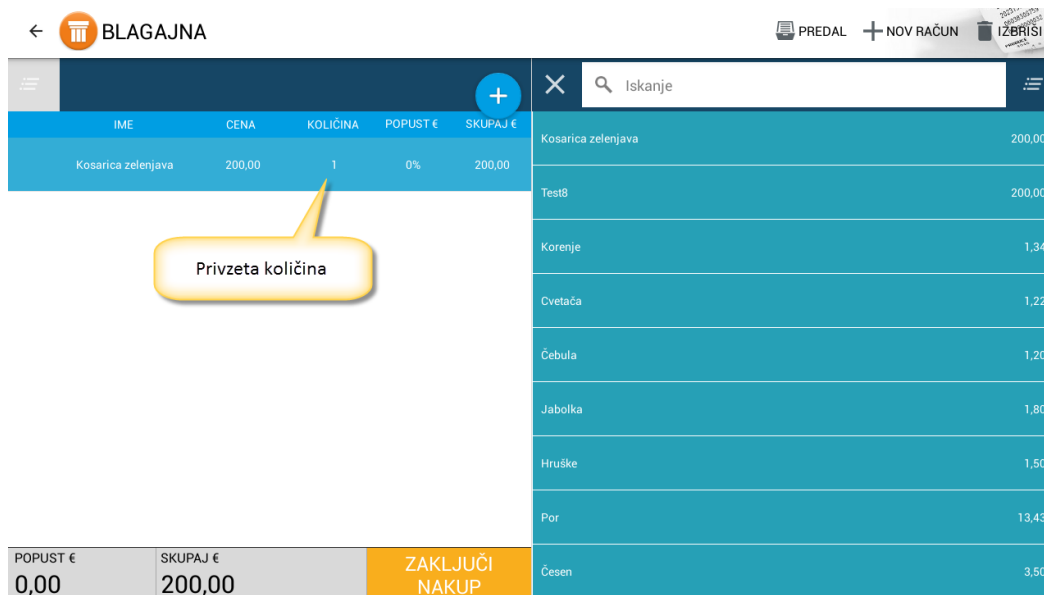 BLAGAJNA
PREDAL
NOV RAČUN
IZBRIŠI
Iskanje
IME CENA KOLIČINA POPUST € SKUPAJ €
Kosarica zelenjava 200,00 1 0% 200,00
Privzeta količina
Kosarica zelenjava 200,00
Test8 200,00
Korenje 1,34
Cvetača 1,22
Čebula 1,20
Jabolka 1,80
Hruške 1,50
Por 13,43
Česen 3,50
POPUST € SKUPAJ €
0,00 200,00
ZAKLJUČI
NAKUP